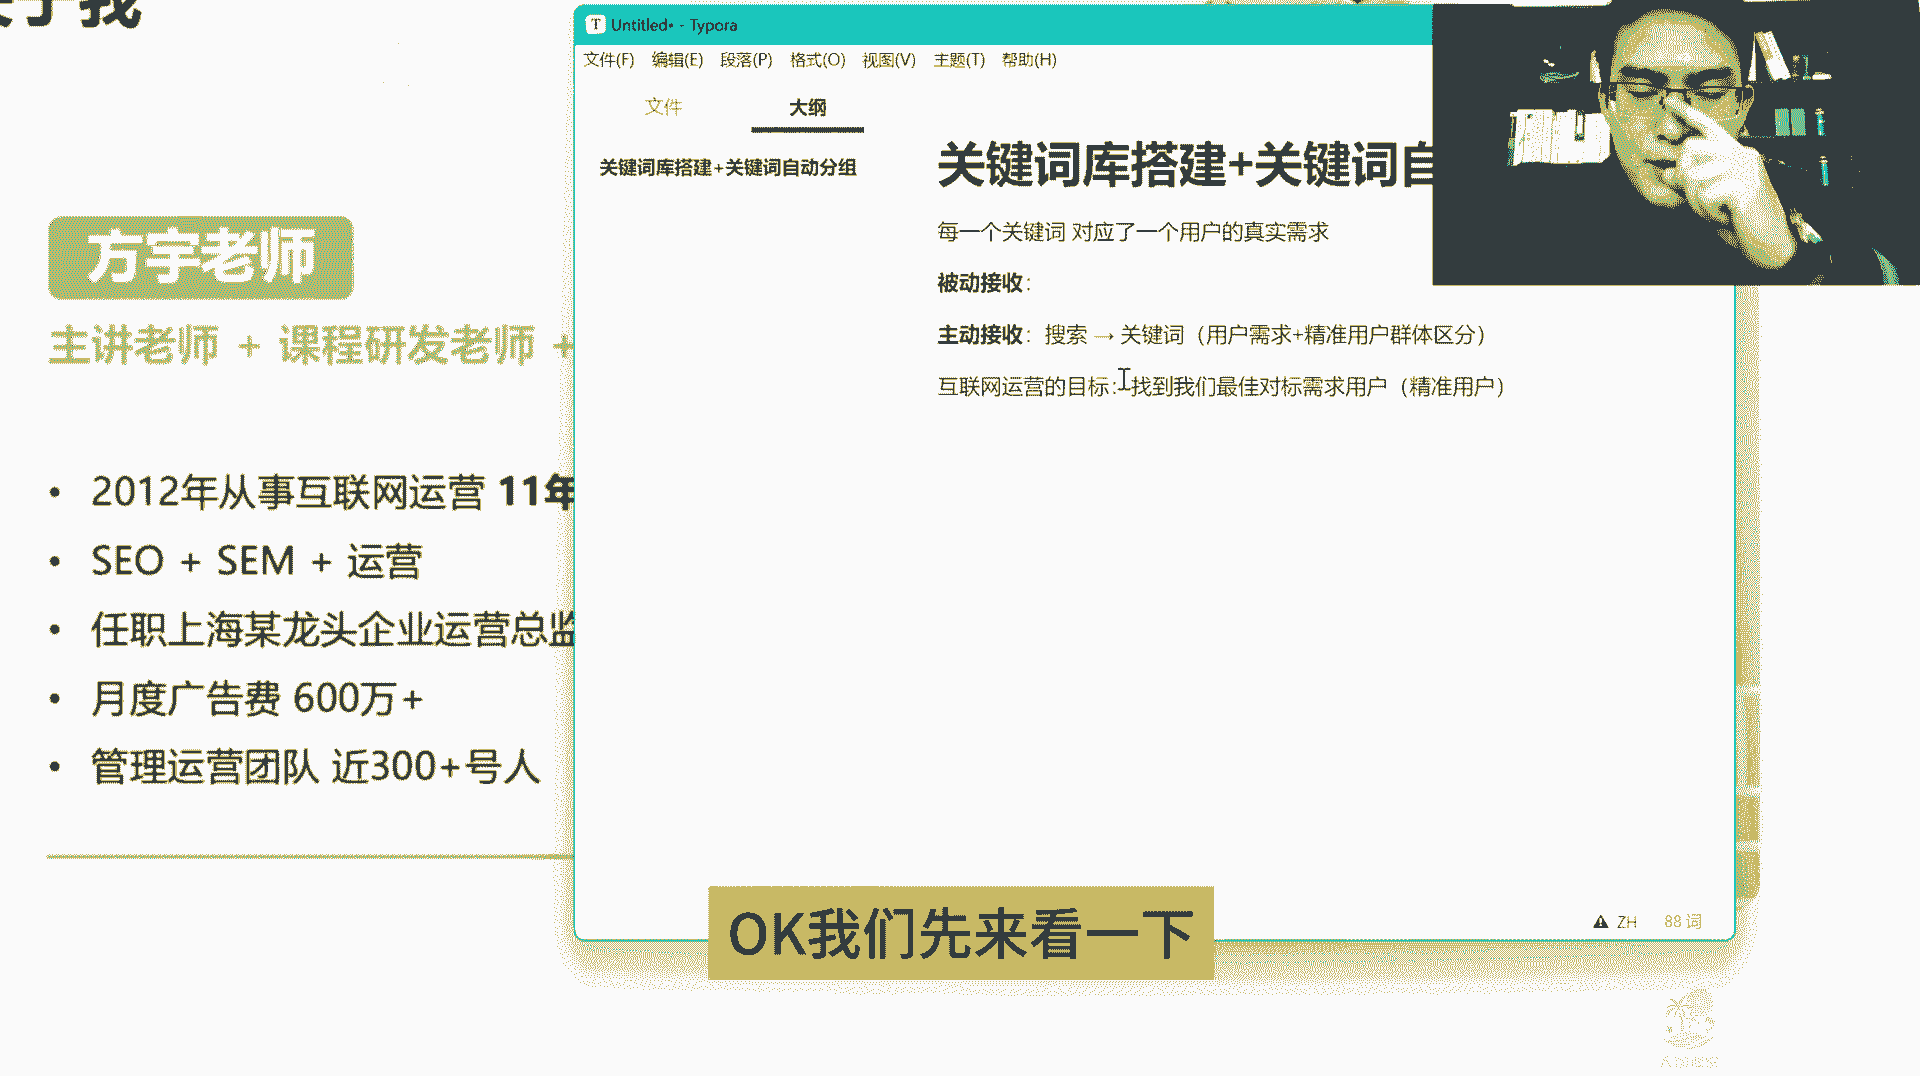 关于我
方宇老师
主讲老师 + 课程研发老师 +
• 2012年从事互联网运营 11年
• SEO + SEM + 运营
• 任职上海某龙头企业运营总监
• 月度广告费 600万+
• 管理运营团队 近300+号人
Untitled• - Typora
文件(F) 编辑(E) 段落(P) 格式(O) 视图(V) 主题(T) 帮助(H)
文件 大纲
关键词库搭建+关键词自动分组
关键词库搭建+关键词自
每一个关键词 对应了一个用户的真实需求
被动接收：
主动接收：搜索 → 关键词（用户需求+精准用户群体区分）
互联网运营的目标：找到我们最佳对标需求用户（精准用户）
ZH 88 词
OK我们先来看一下